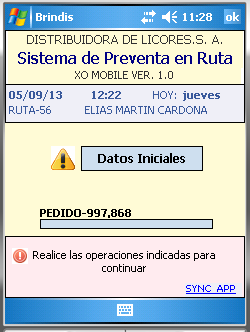 Brindis 11:28 ok
DISTRIBUIDORA DE LICORES.S. A.
Sistema de Preventa en Ruta
XO MOBILE VER. 1.0
05/09/13 12:22 HOY: jueves
RUTA-56 ELIAS MARTIN CARDONA
Datos Iniciales
PEDIDO-997,868
Realice las operaciones indicadas para
continuar
SYNC_APP